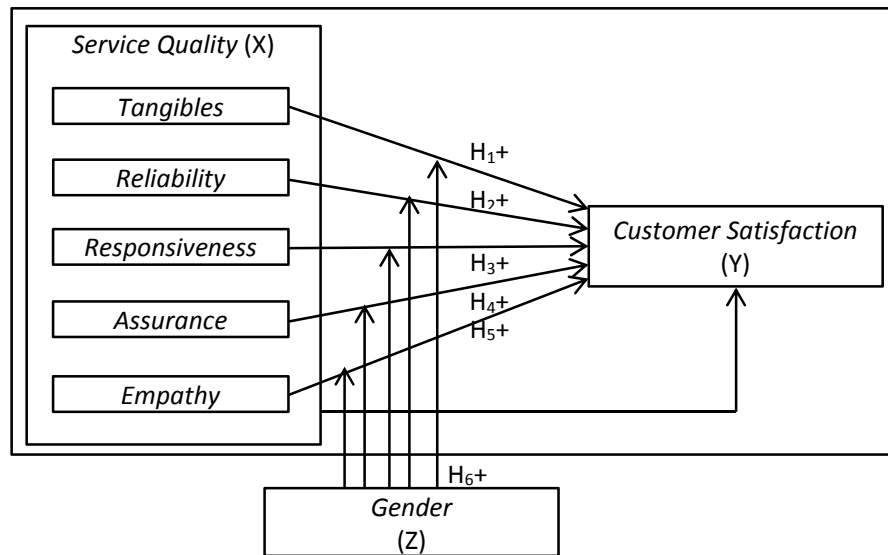 Service Quality (X)
Tangibles
Reliability
Responsiveness
Assurance
Empathy
H₁+
H₂+
H₃+
H₄+
H₅+
Customer Satisfaction
(Y)
H₆+
Gender
(Z)